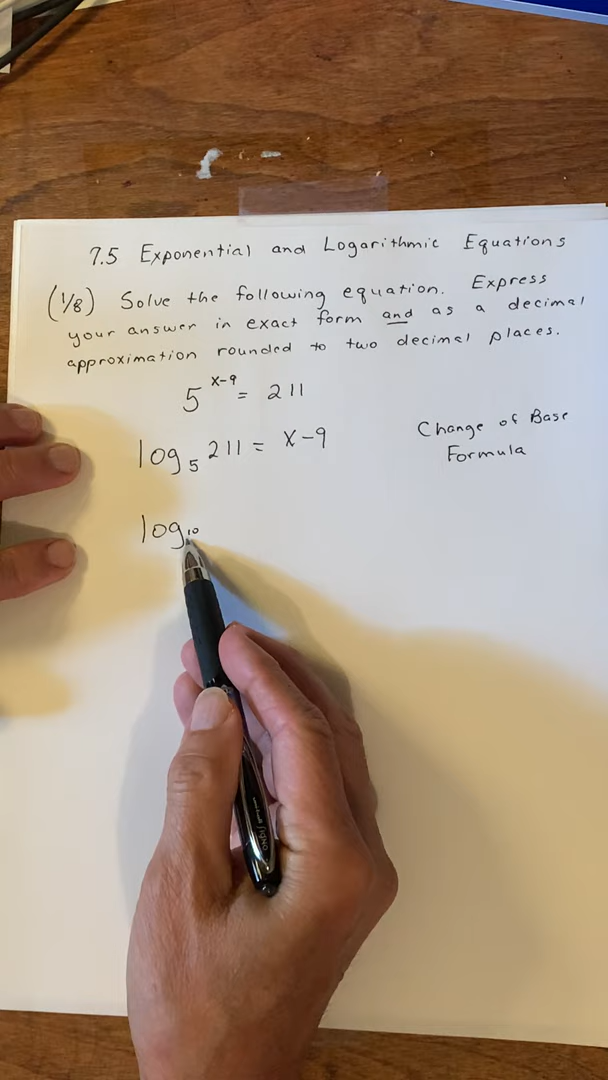 7.5 Exponential and Logarithmic Equations
(1/8) Solve the following equation. Express
your answer in exact form and as a decimal
approximation rounded to two decimal places.
5^{x-9} = 211
log₅ 211 = x-9
Change of Base
Formula
log₁₀